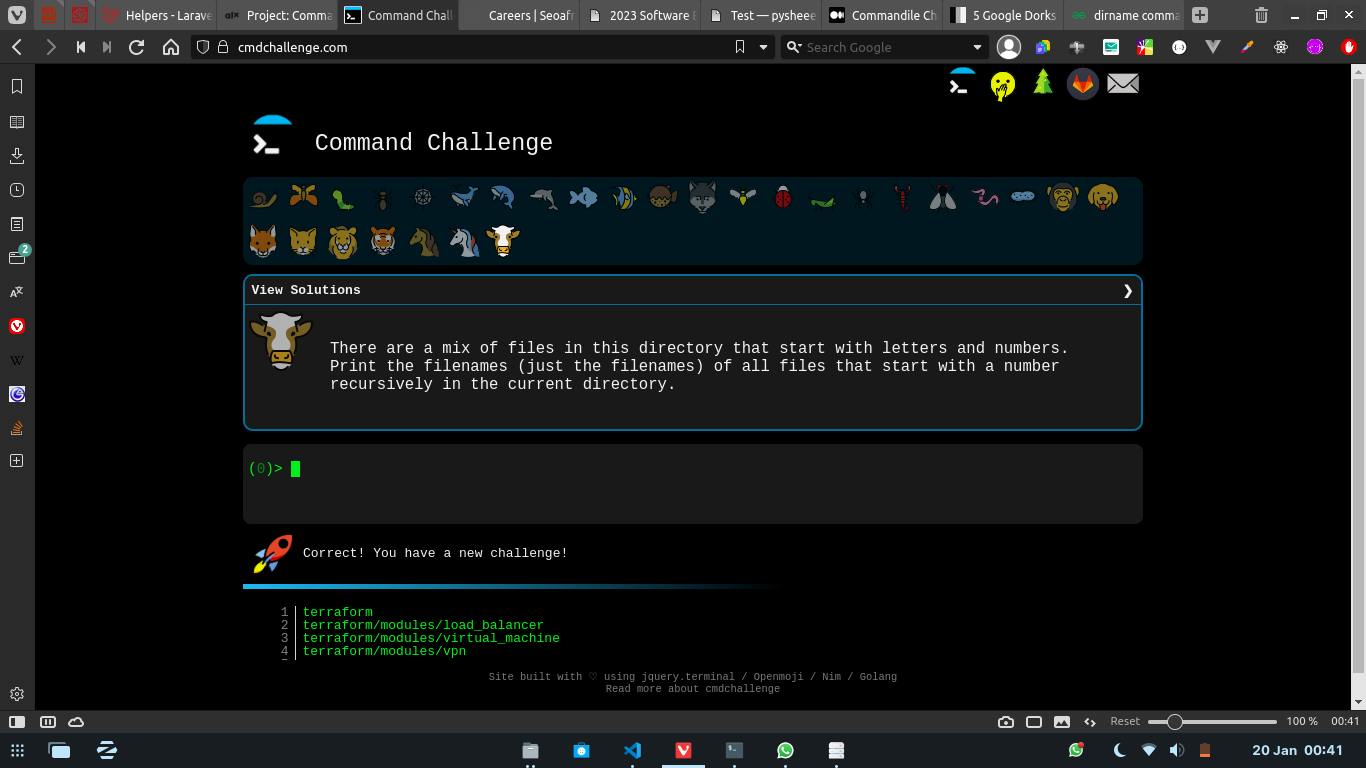 Helpers - Larave
Project: Comma
Command Chall
Careers | Seoafr
2023 Software E
Test — pysheee
Commandile Ch
5 Google Dorks
dirname comma
cmdchallenge.com
Search Google
Command Challenge
View Solutions
There are a mix of files in this directory that start with letters and numbers.
Print the filenames (just the filenames) of all files that start with a number
recursively in the current directory.
(0)>
Correct! You have a new challenge!
1 terraform
2 terraform/modules/load_balancer
3 terraform/modules/virtual_machine
4 terraform/modules/vpn
Site built with ♡ using jquery.terminal / Openmoji / Nim / Golang
Read more about cmdchallenge
2
Reset
100 %
00:41
20 Jan 00:41